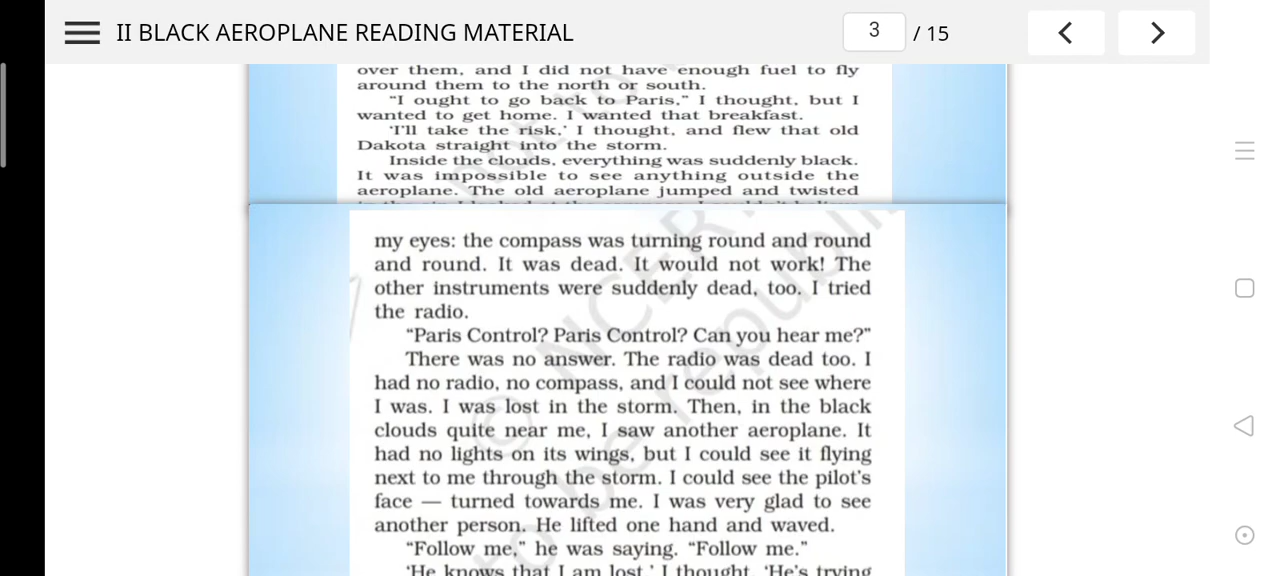 II BLACK AEROPLANE READING MATERIAL
3 / 15
over them, and I did not have enough fuel to fly
around them to the north or south.
“I ought to go back to Paris,” I thought, but I
wanted to get home. I wanted that breakfast.
‘I’ll take the risk,’ I thought, and flew that old
Dakota straight into the storm.
Inside the clouds, everything was suddenly black.
It was impossible to see anything outside the
aeroplane. The old aeroplane jumped and twisted
my eyes: the compass was turning round and round
and round. It was dead. It would not work! The
other instruments were suddenly dead, too. I tried
the radio.
“Paris Control? Paris Control? Can you hear me?”
There was no answer. The radio was dead too. I
had no radio, no compass, and I could not see where
I was. I was lost in the storm. Then, in the black
clouds quite near me, I saw another aeroplane. It
had no lights on its wings, but I could see it flying
next to me through the storm. I could see the pilot’s
face — turned towards me. I was very glad to see
another person. He lifted one hand and waved.
“Follow me,” he was saying. “Follow me.”
‘He knows that I am lost,’ I thought. ‘He’s trying